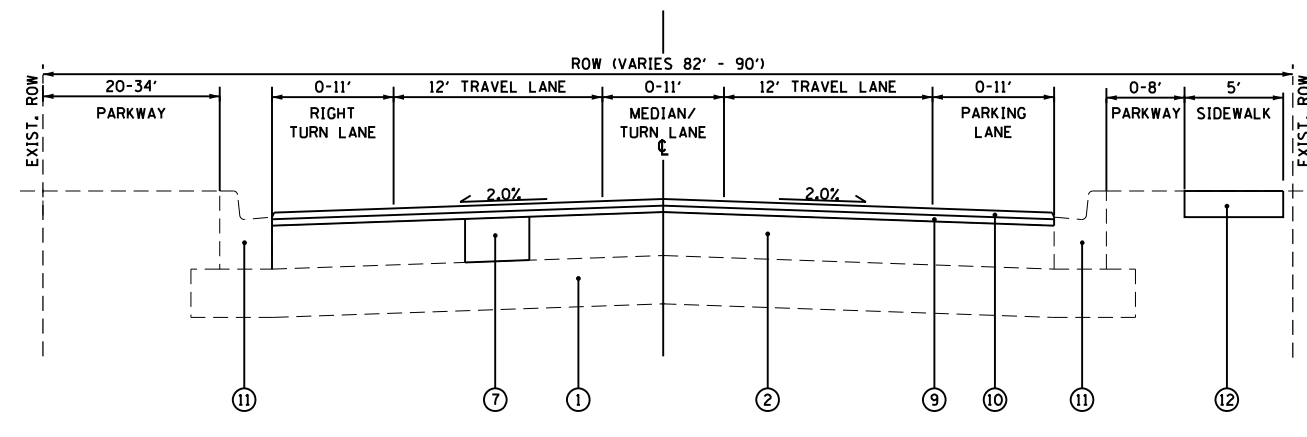 ROW (VARIES 82' - 90')
20-34'
0-11'
12' TRAVEL LANE
0-11'
12' TRAVEL LANE
0-11'
0-8'
5'
PARKWAY
RIGHT
TURN LANE
MEDIAN/
TURN LANE
℄
PARKING
LANE
PARKWAY
SIDEWALK
EXIST. ROW
EXIST. ROW
2.0%
2.0%
11
7
1
2
9
10
11
12